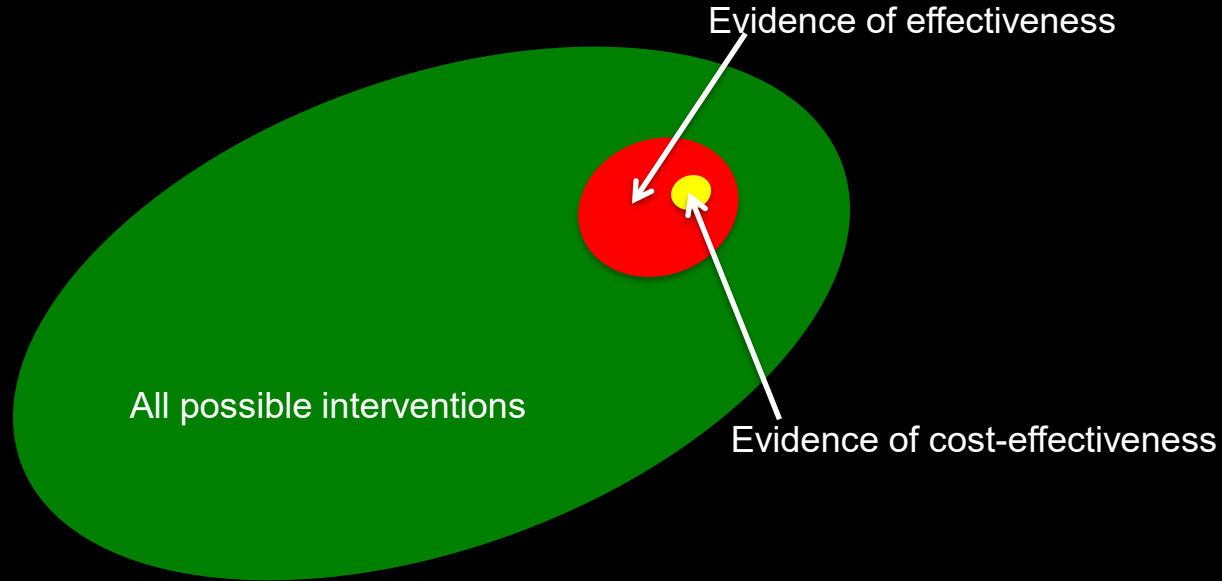 Evidence of effectiveness
All possible interventions
Evidence of cost-effectiveness